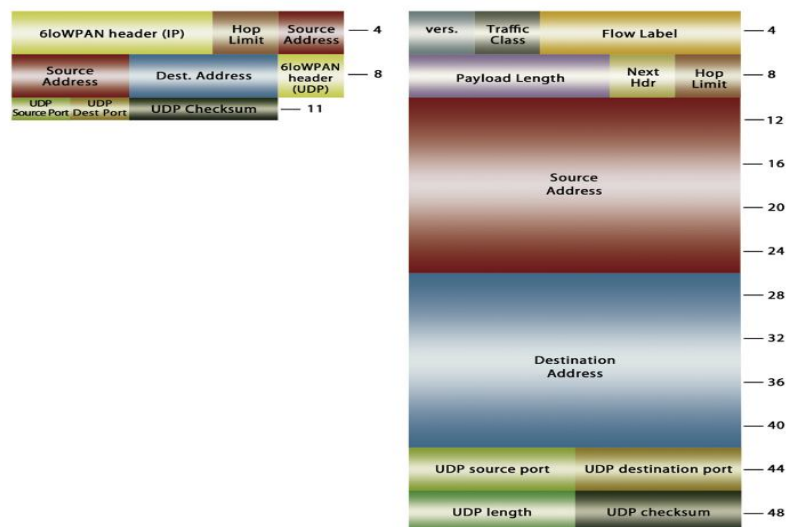 6loWPAN header (IP)
Hop
Limit
Source
Address
4
Source
Address
Dest. Address
6loWPAN
header
(UDP)
8
UDP
Source Port
UDP
Dest Port
UDP Checksum
11
vers.
Traffic
Class
Flow Label
4
Payload Length
Next
Hdr
Hop
Limit
8
12
16
Source
Address
20
24
28
32
Destination
Address
36
40
UDP source port
UDP destination port
44
UDP length
UDP checksum
48